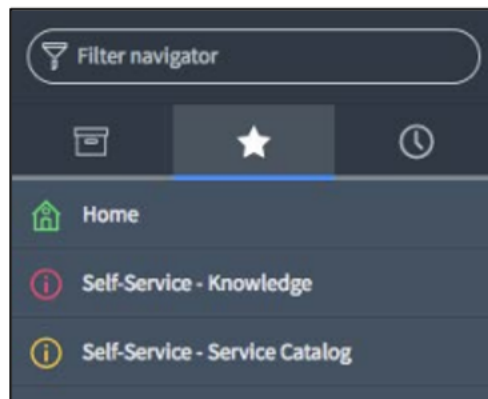 Filter navigator
Home
Self-Service - Knowledge
Self-Service - Service Catalog